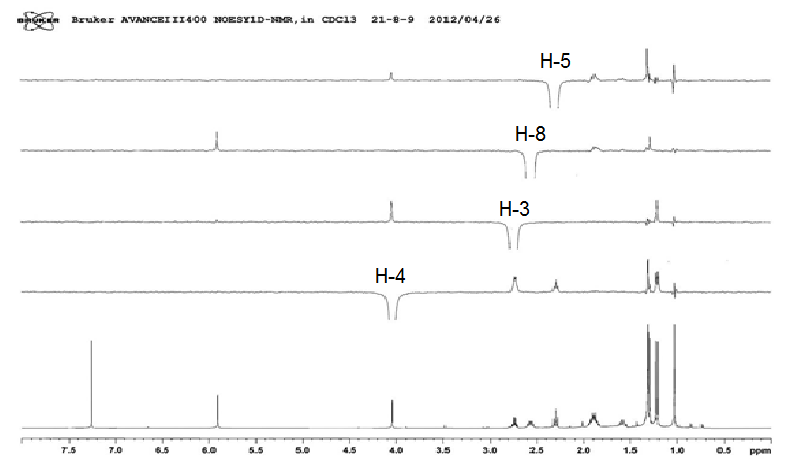 BRUKER Bruker AVANCEIII400 NOESY1D-NMR,in CDCl3 21-8-9 2012/04/26
H-5
H-8
H-3
H-4
7.5 7.0 6.5 6.0 5.5 5.0 4.5 4.0 3.5 3.0 2.5 2.0 1.5 1.0 0.5 ppm